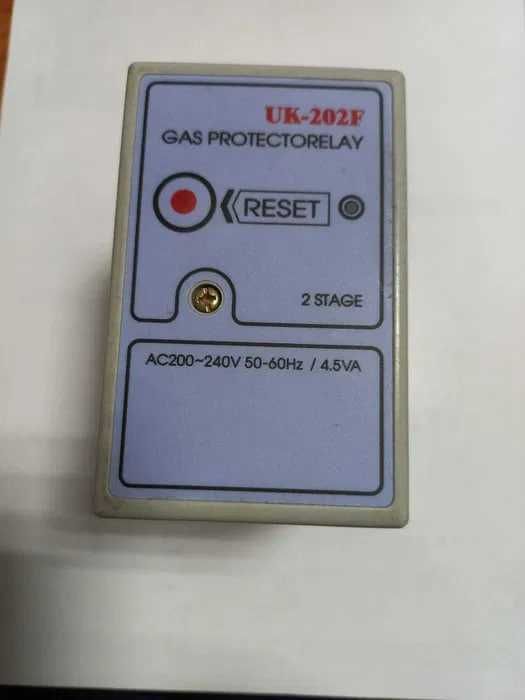 UK-202F
GAS PROTECTORELAY
RESET
2 STAGE
AC200~240V 50-60Hz / 4.5VA